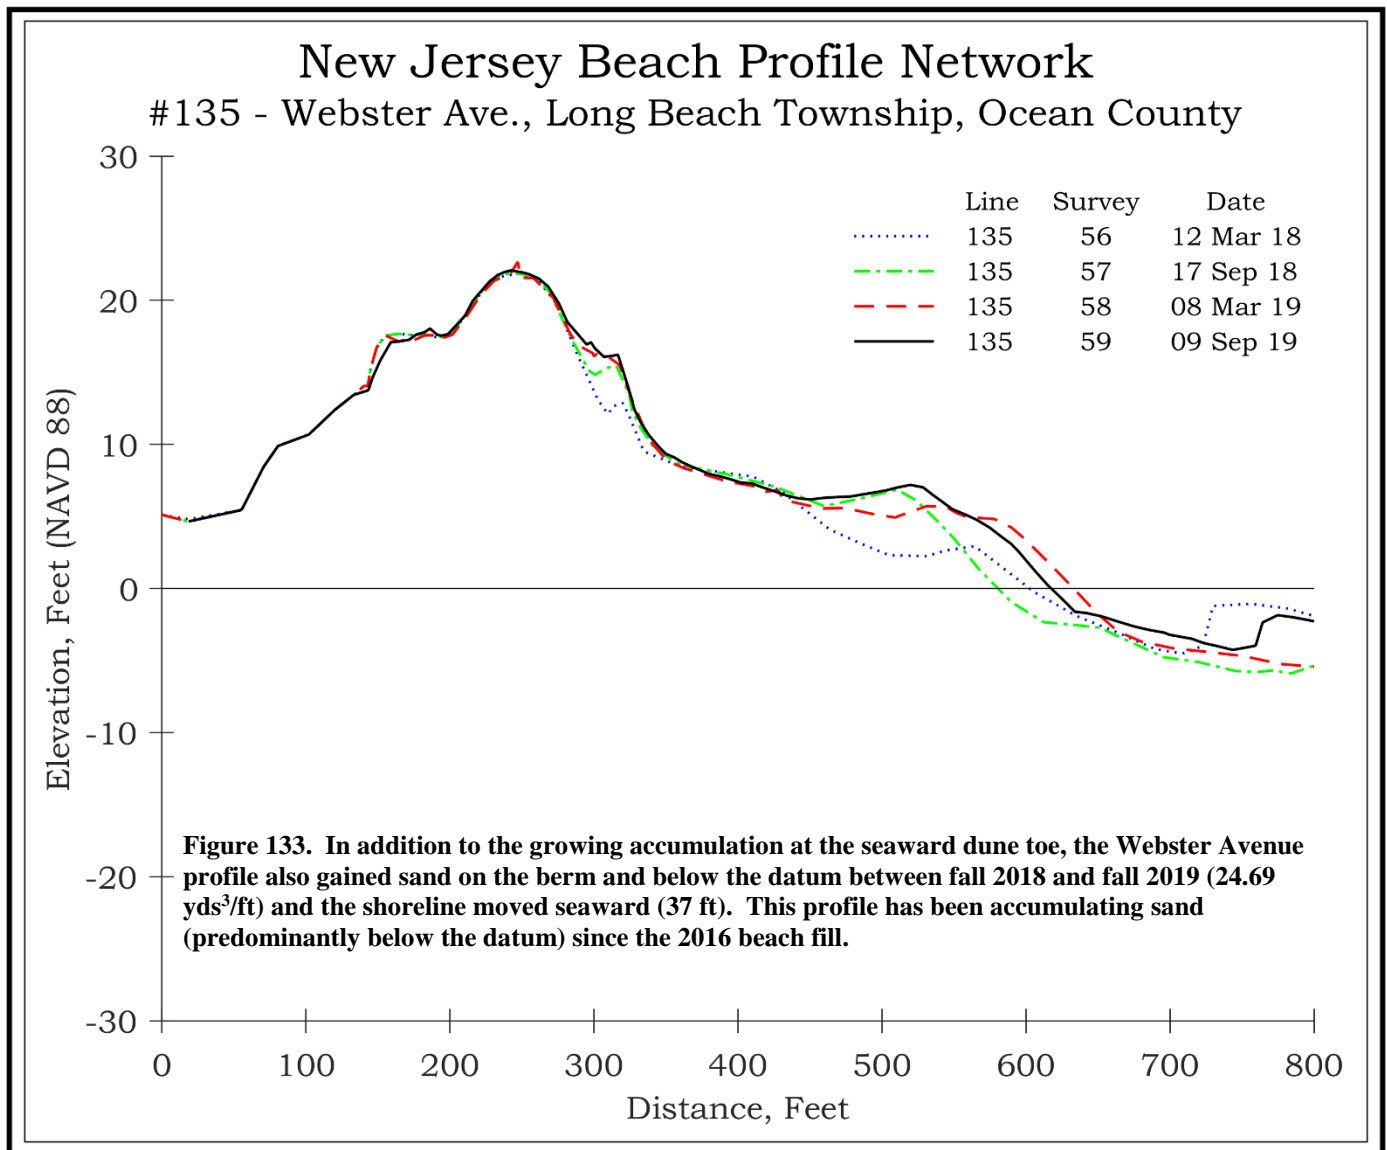 New Jersey Beach Profile Network
#135 - Webster Ave., Long Beach Township, Ocean County
30
20
10
0
-10
-20
-30
Elevation, Feet (NAVD 88)
Line Survey Date
135 56 12 Mar 18
135 57 17 Sep 18
135 58 08 Mar 19
135 59 09 Sep 19
Figure 133. In addition to the growing accumulation at the seaward dune toe, the Webster Avenue
profile also gained sand on the berm and below the datum between fall 2018 and fall 2019 (24.69
yds³/ft) and the shoreline moved seaward (37 ft). This profile has been accumulating sand
(predominantly below the datum) since the 2016 beach fill.
0 100 200 300 400 500 600 700 800
Distance, Feet